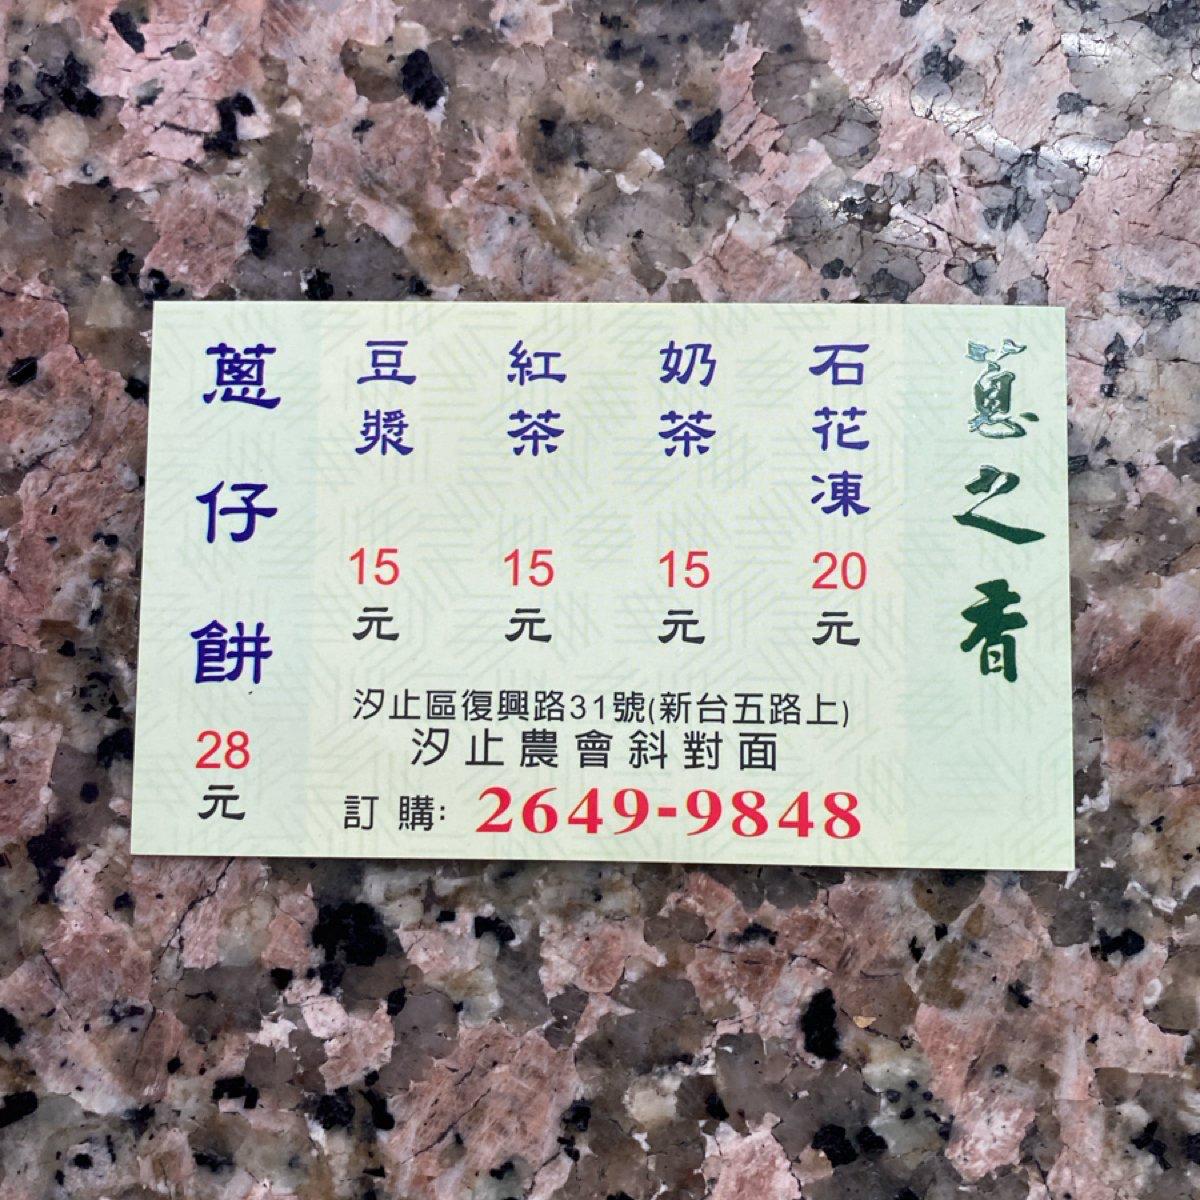 蔥之香
石花凍
20
元
奶茶
15
元
紅茶
15
元
豆漿
15
元
蔥仔餅
28
元
汐止區復興路31號(新台五路上)
汐止農會斜對面
訂購: 2649-9848